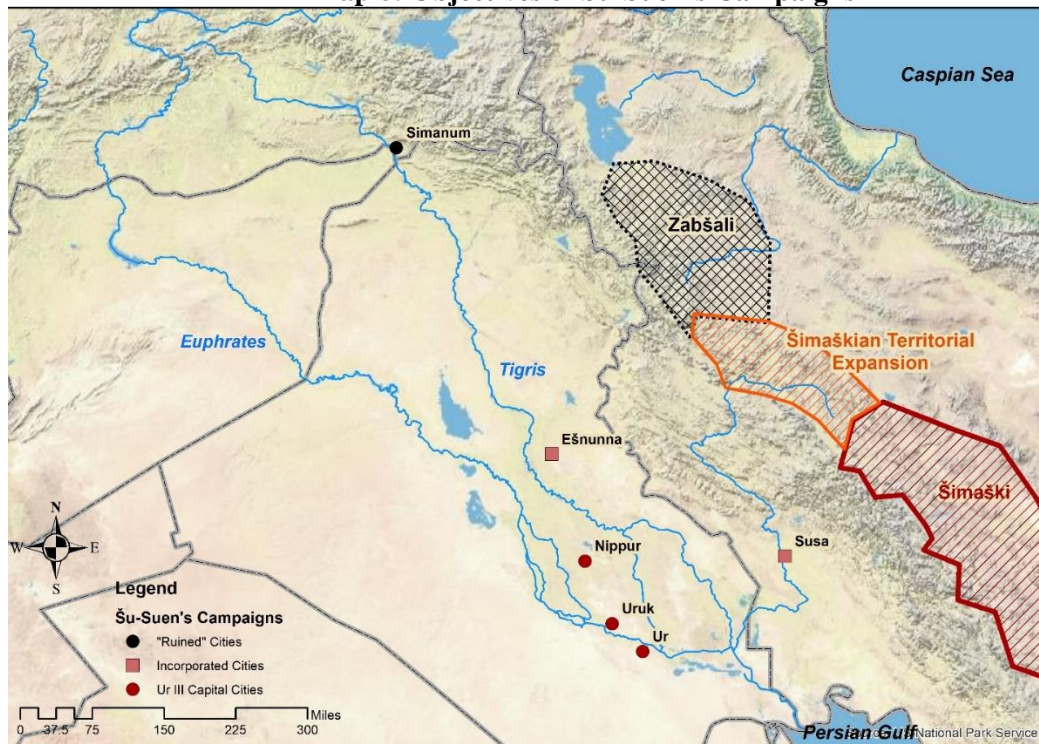 Caspian Sea
Simanum
Zabšali
Šimaškian Territorial
Expansion
Euphrates
Tigris
Ešnunna
Šimaški
N
W E
S
Nippur
Susa
Uruk
Ur
Legend
Šu-Suen's Campaigns
"Ruined" Cities
Incorporated Cities
Ur III Capital Cities
Miles
0 37.5 75 150 225 300
Persian Gulf
National Park Service